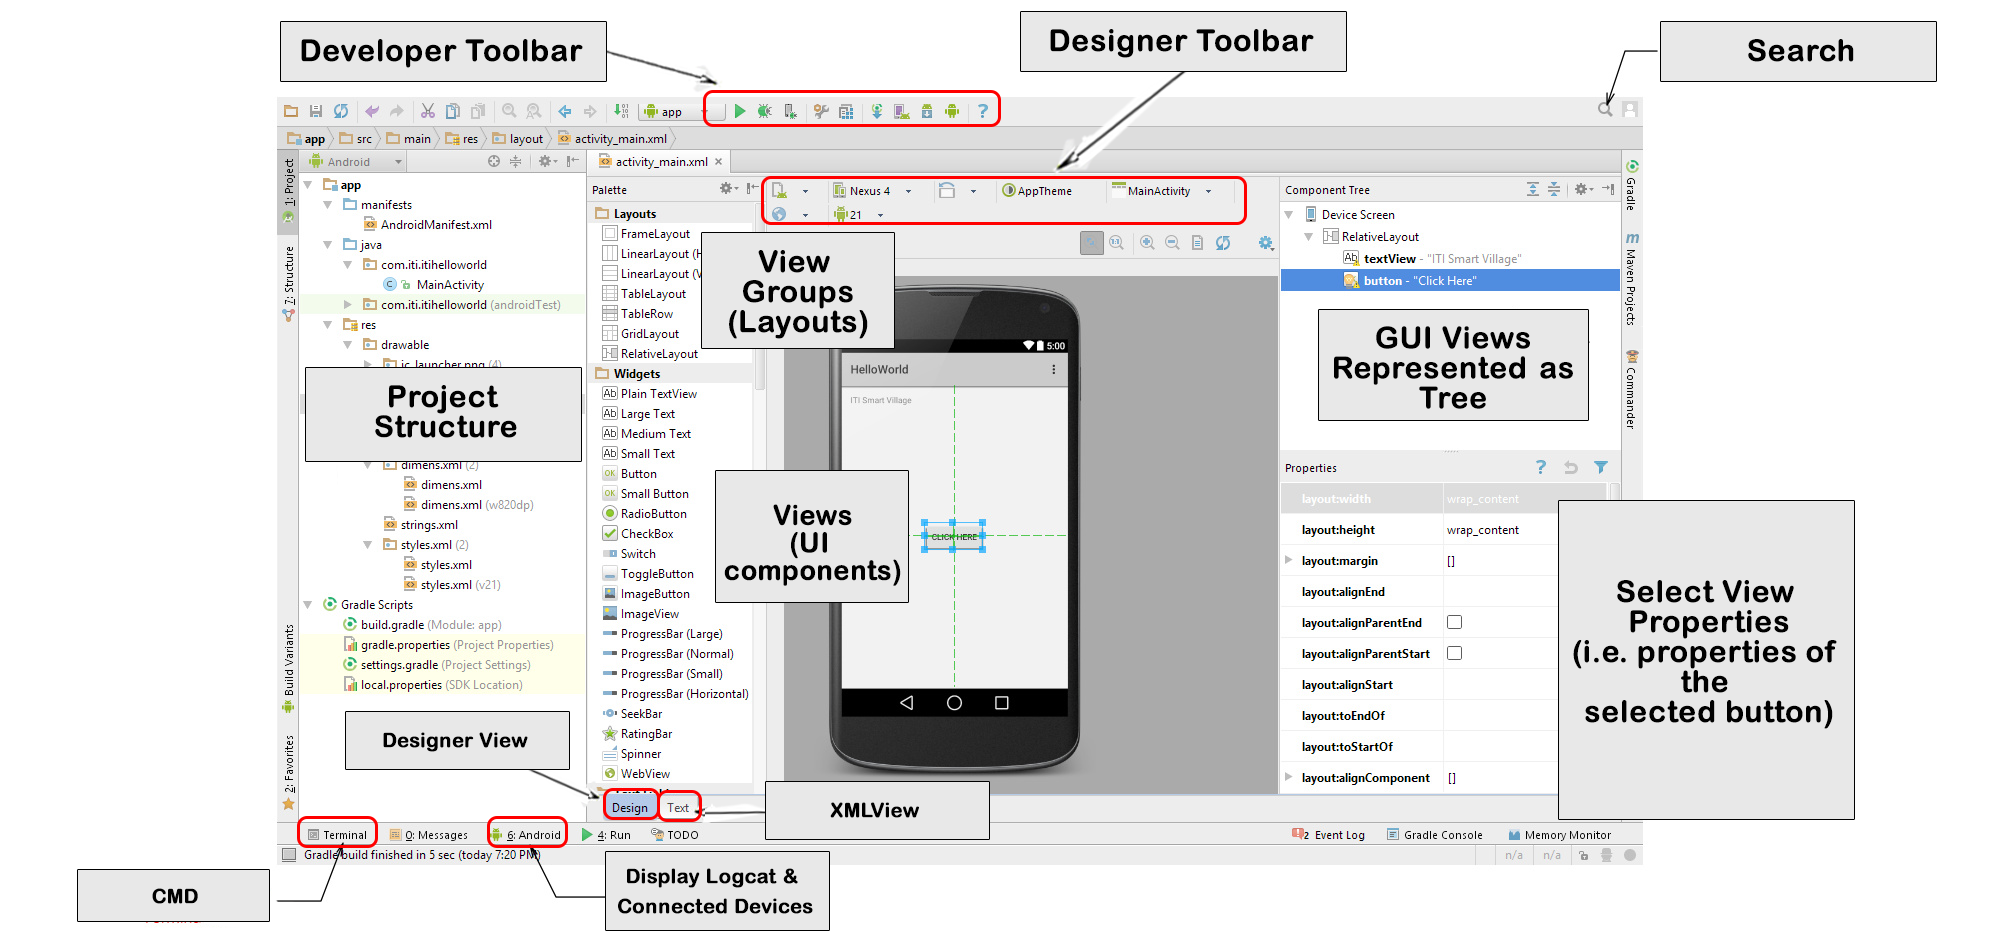 Developer Toolbar
Designer Toolbar
Search
app
?
app
src
main
res
layout
activity_main.xml
1: Project
7: Structure
Build Variants
2: Favorites
Android
app
manifests
AndroidManifest.xml
java
com.iti.itihelloworld
MainActivity
com.iti.itihelloworld (androidTest)
res
drawable
ic_launcher.png (4)
Project
Structure
dimens.xml (2)
dimens.xml
dimens.xml (w820dp)
strings.xml
styles.xml (2)
styles.xml
styles.xml (v21)
Gradle Scripts
build.gradle (Module: app)
gradle.properties (Project Properties)
settings.gradle (Project Settings)
local.properties (SDK Location)
Designer View
activity_main.xml
Palette
Layouts
FrameLayout
LinearLayout (H
LinearLayout (V
TableLayout
TableRow
GridLayout
RelativeLayout
Widgets
Plain TextView
Large Text
Medium Text
Small Text
Button
Small Button
RadioButton
CheckBox
Switch
ToggleButton
ImageButton
ImageView
ProgressBar (Large)
ProgressBar (Normal)
ProgressBar (Small)
ProgressBar (Horizontal)
SeekBar
RatingBar
Spinner
WebView
Design
Text
Nexus 4
AppTheme
MainActivity
21
View
Groups
(Layouts)
Views
(UI
components)
5:00
HelloWorld
ITI Smart Village
CLICK HERE
XMLView
Component Tree
Device Screen
RelativeLayout
textView - "ITI Smart Village"
button - "Click Here"
GUI Views
Represented as
Tree
Properties
?
layout:width wrap_content
layout:height wrap_content
layout:margin []
layout:alignEnd
layout:alignParentEnd
layout:alignParentStart
layout:alignStart
layout:toEndOf
layout:toStartOf
layout:alignComponent []
Select View
Properties
(i.e. properties of
the
selected button)
Gradle
Maven Projects
Commander
Terminal
0: Messages
6: Android
4: Run
TODO
2 Event Log
Gradle Console
Memory Monitor
Gradle build finished in 5 sec (today 7:20 PM)
n/a
n/a
CMD
Display Logcat &
Connected Devices